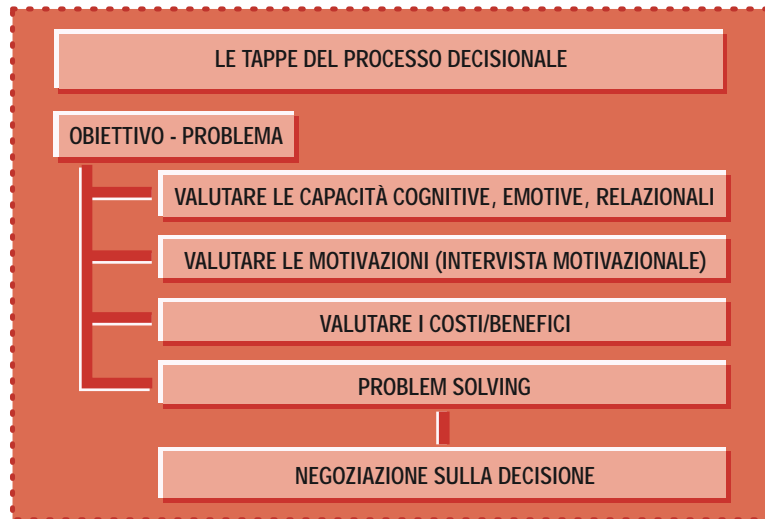 LE TAPPE DEL PROCESSO DECISIONALE
OBIETTIVO - PROBLEMA
VALUTARE LE CAPACITÀ COGNITIVE, EMOTIVE, RELAZIONALI
VALUTARE LE MOTIVAZIONI (INTERVISTA MOTIVAZIONALE)
VALUTARE I COSTI/BENEFICI
PROBLEM SOLVING
NEGOZIAZIONE SULLA DECISIONE